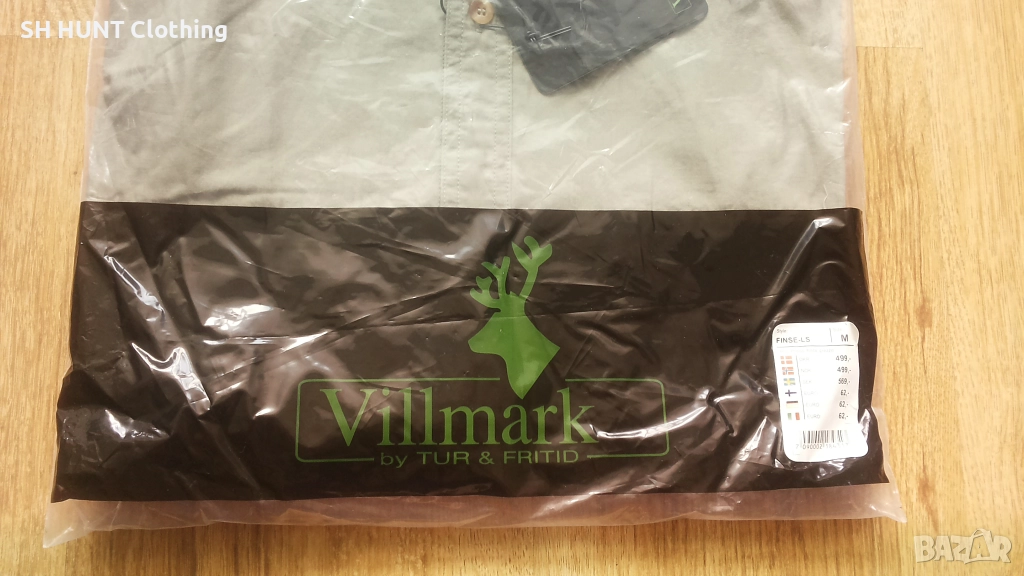 SH HUNT Clothing
Villmark
by TUR & FRITID
FINSE-LS M
499,-
499,-
569,-
62,-
62,-
62,-
BAZAR